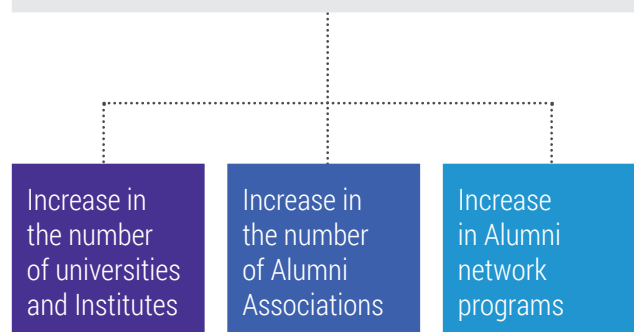 Increase in
the number
of universities
and Institutes
Increase in
the number
of Alumni
Associations
Increase
in Alumni
network
programs